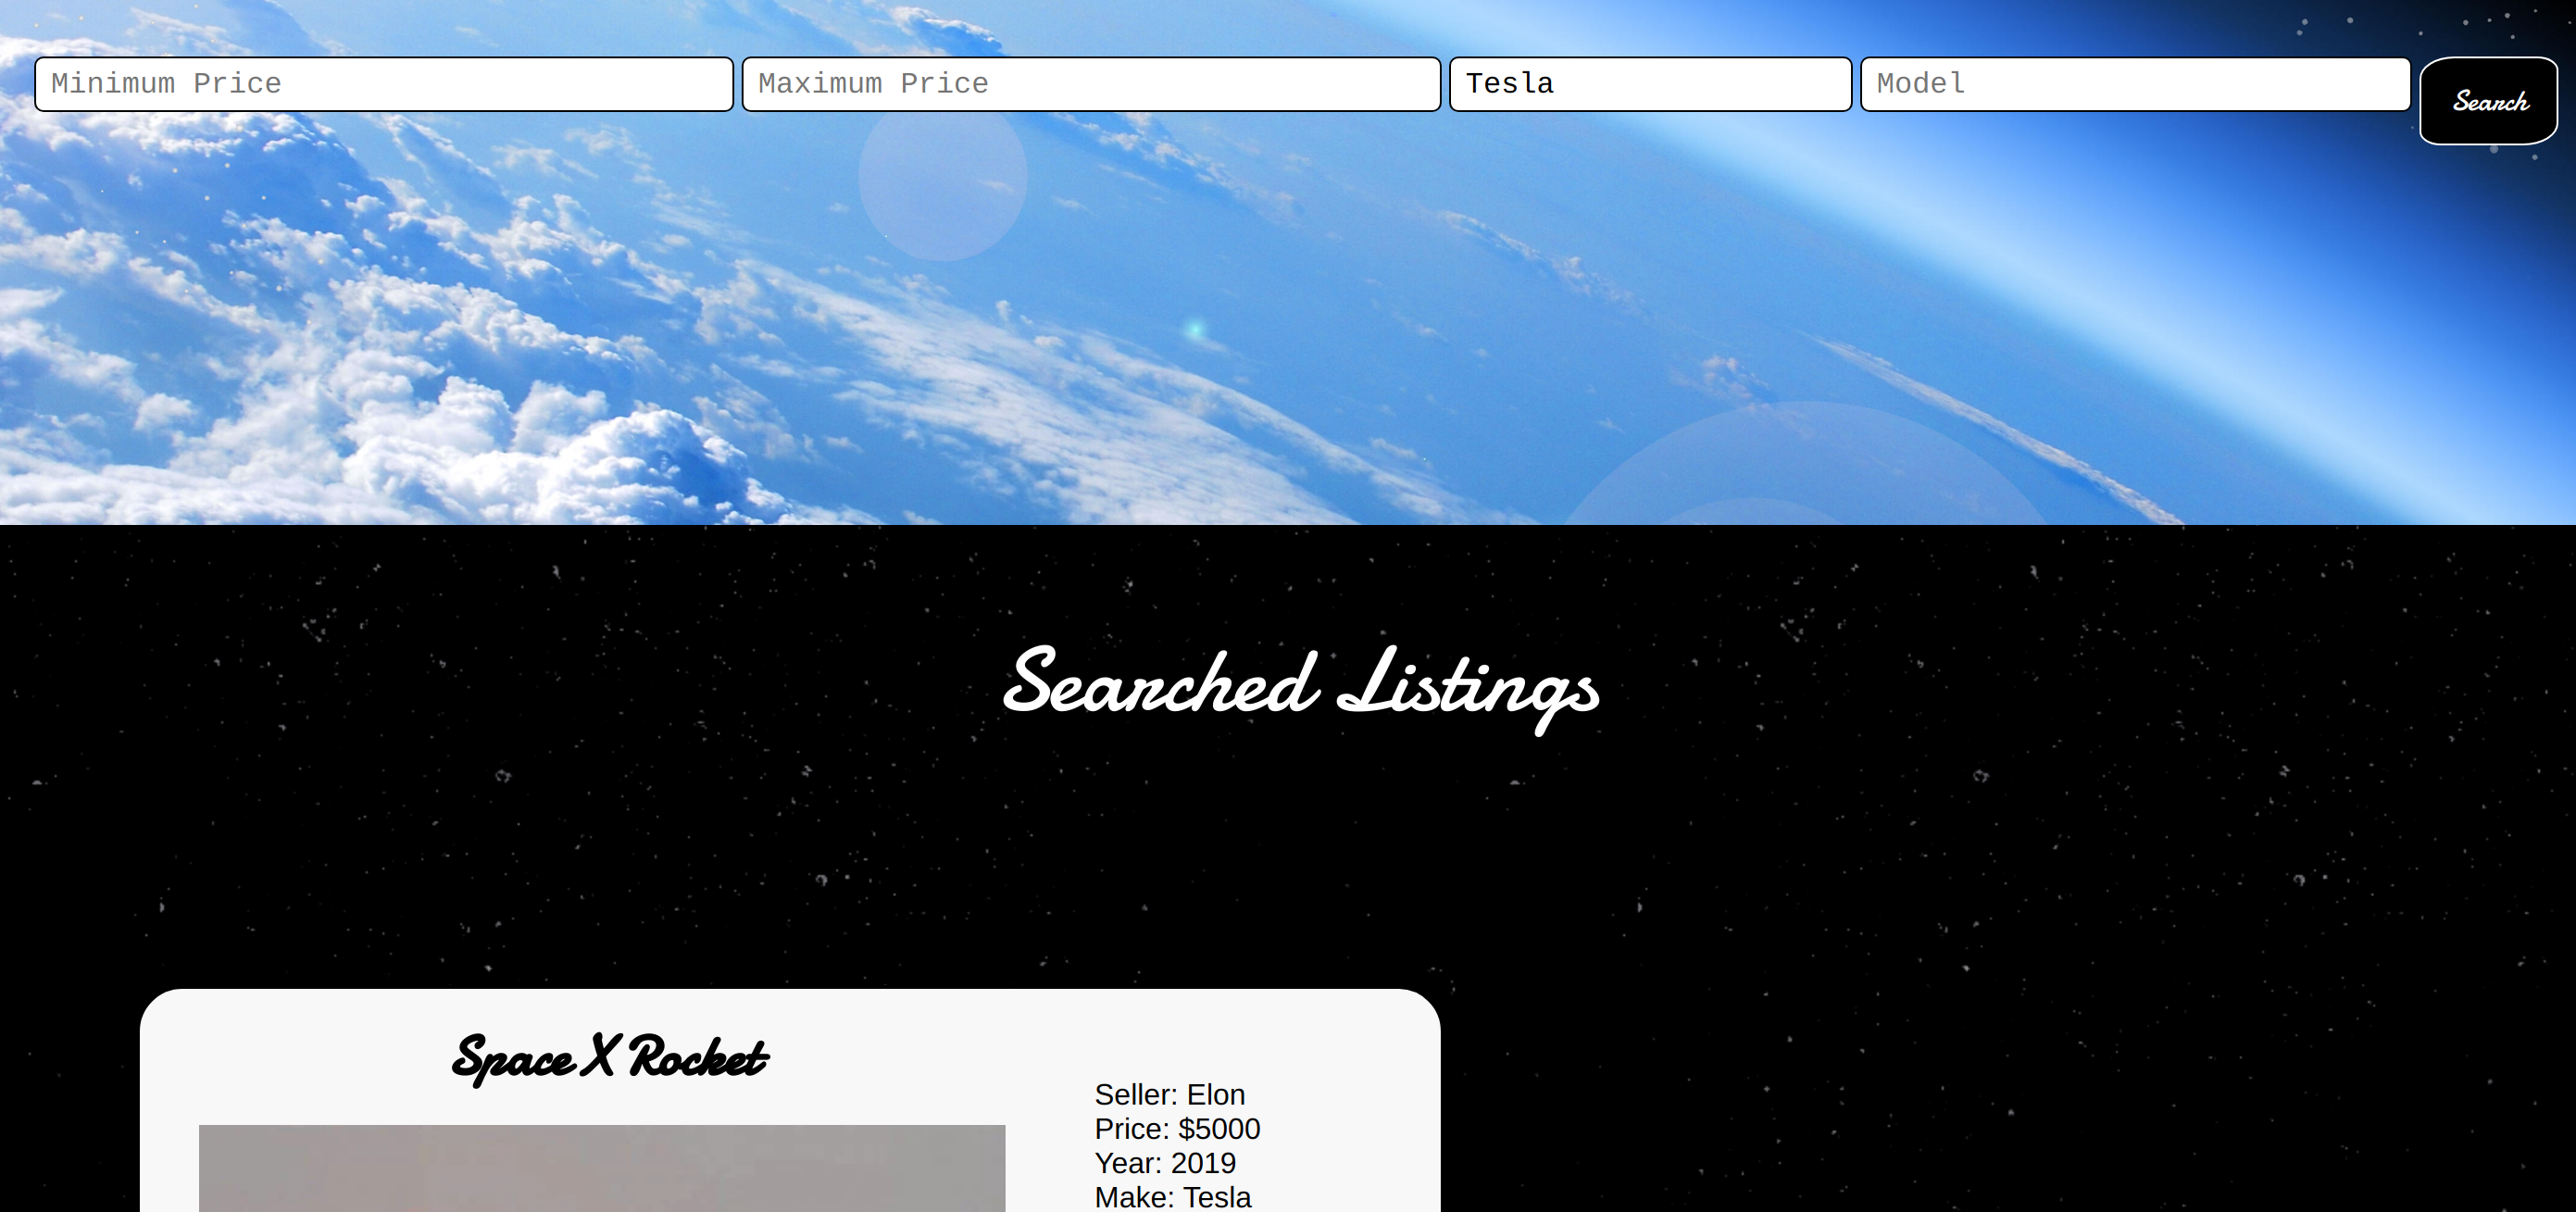 Minimum Price Maximum Price Tesla Model Search
Searched Listings
Space X Rocket
Seller: Elon
Price: $5000
Year: 2019
Make: Tesla